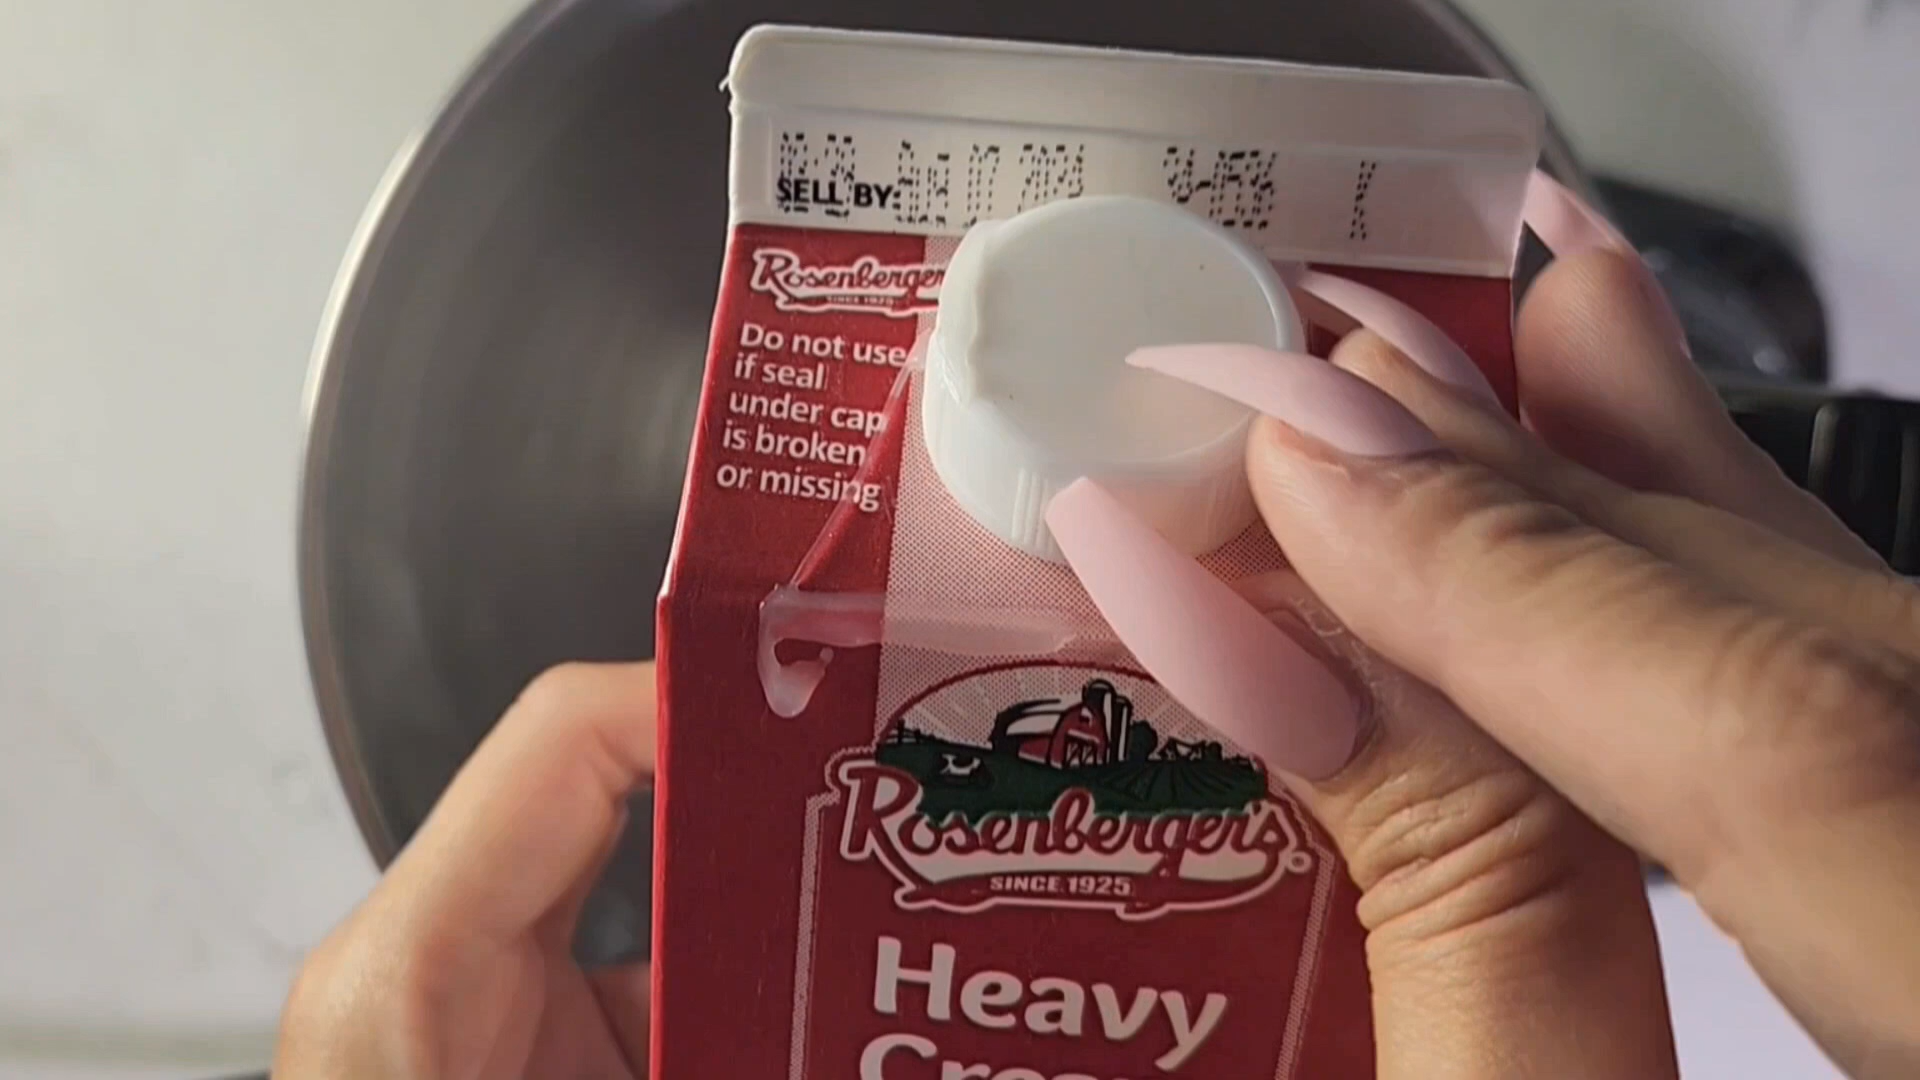 SELL BY:
Rosenberger
SINCE 1925
Do not use
if seal
under cap
is broken
or missing
Rosenberger's
SINCE 1925
Heavy